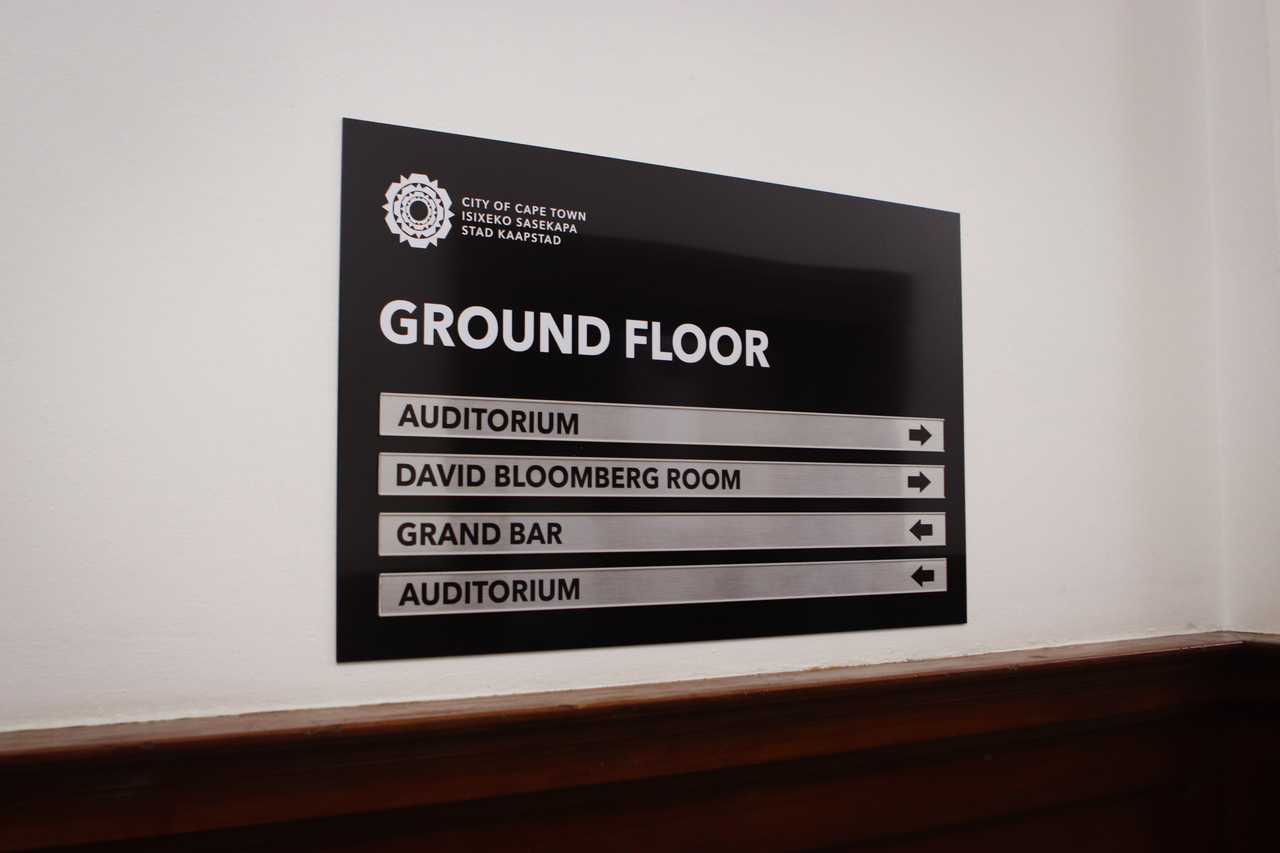 CITY OF CAPE TOWN
ISIXEKO SASEKAPA
STAD KAAPSTAD
GROUND FLOOR
AUDITORIUM
DAVID BLOOMBERG ROOM
GRAND BAR
AUDITORIUM